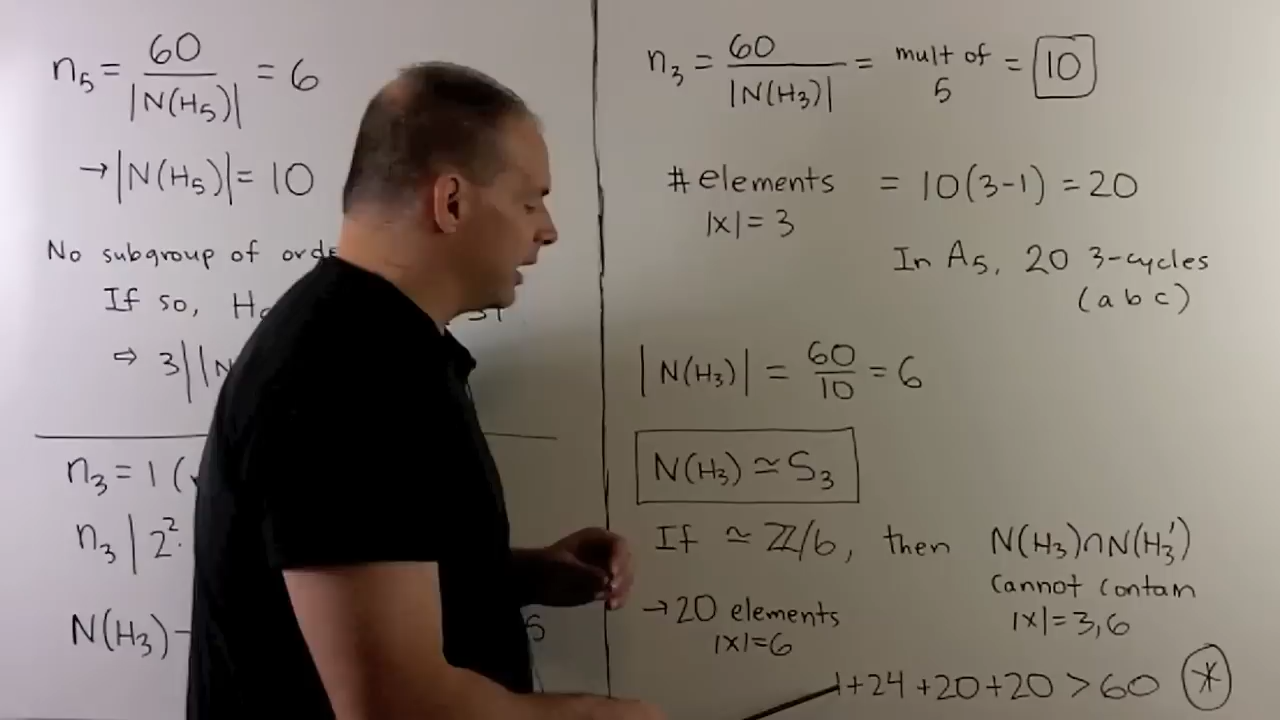 n₅ = 60 / |N(H₅)| = 6
→ |N(H₅)| = 10
No subgroup of
If so,
⇒ 3 | |N
n₃ = 1 (
n₃ | 2²·
N(H₃)
n₃ = 60 / |N(H₃)| = mult of 5 = 10
# elements |x| = 3 = 10(3-1) = 20
In A₅, 20 3-cycles
(a b c)
|N(H₃)| = 60/10 = 6
N(H₃) ≃ S₃
If ≃ ℤ/6, then N(H₃)∩N(H₃')
cannot contain
|x| = 3, 6
→ 20 elements
|x| = 6
1+24+20+20 > 60 *